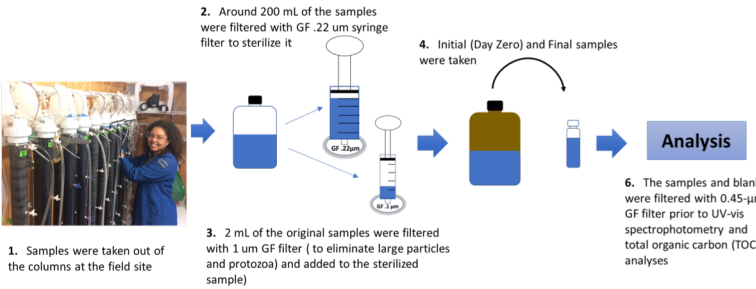 2. Around 200 mL of the samples
were filtered with GF .22 um syringe
filter to sterilize it
4. Initial (Day Zero) and Final samples
were taken
GF .22µm
GF .1 µm
Analysis
1. Samples were taken out of
the columns at the field site
3. 2 mL of the original samples were filtered
with 1 um GF filter ( to eliminate large particles
and protozoa) and added to the sterilized
sample)
6. The samples and blan
were filtered with 0.45-µ
GF filter prior to UV-vis
spectrophotometry and
total organic carbon (TOC
analyses